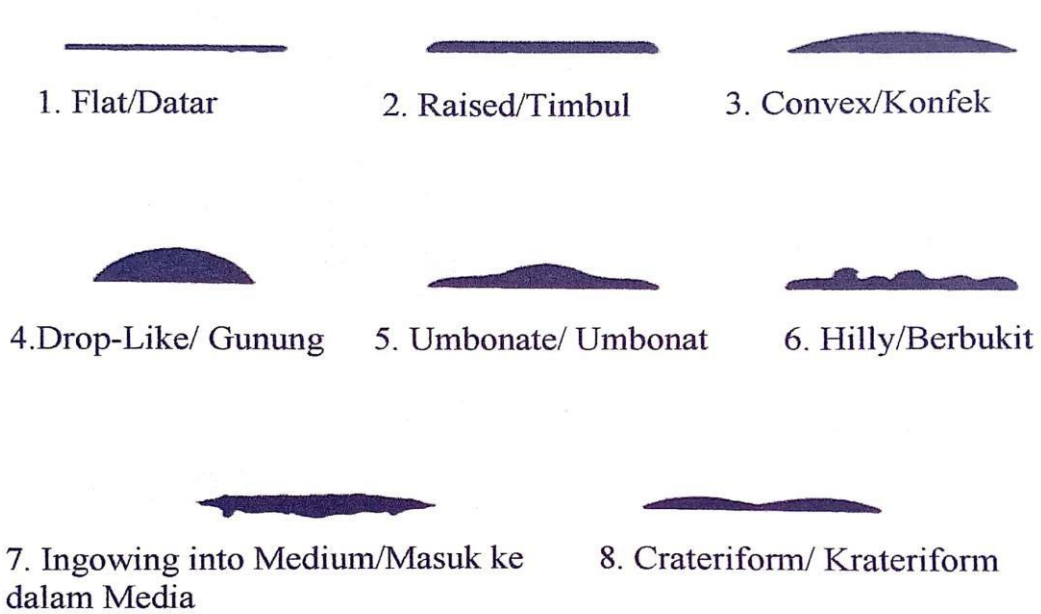 1. Flat/Datar
2. Raised/Timbul
3. Convex/Konfek
4.Drop-Like/ Gunung
5. Umbonate/ Umbonat
6. Hilly/Berbukit
7. Ingowing into Medium/Masuk ke
dalam Media
8. Crateriform/ Krateriform